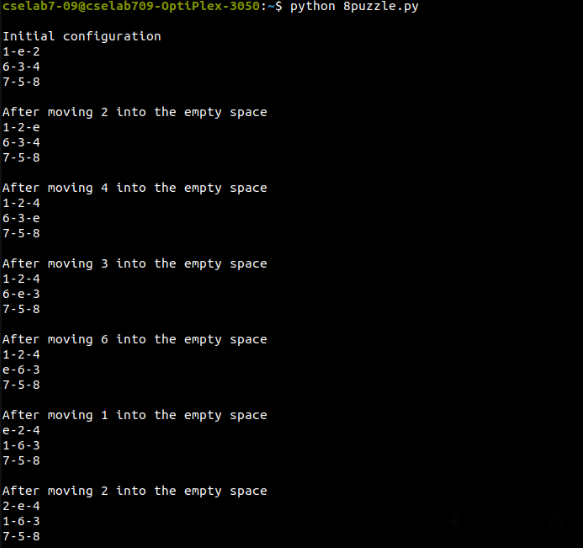 cselab7-09@cselab709-OptiPlex-3050:~$ python 8puzzle.py
Initial configuration
1-e-2
6-3-4
7-5-8
After moving 2 into the empty space
1-2-e
6-3-4
7-5-8
After moving 4 into the empty space
1-2-4
6-3-e
7-5-8
After moving 3 into the empty space
1-2-4
6-e-3
7-5-8
After moving 6 into the empty space
1-2-4
e-6-3
7-5-8
After moving 1 into the empty space
e-2-4
1-6-3
7-5-8
After moving 2 into the empty space
2-e-4
1-6-3
7-5-8